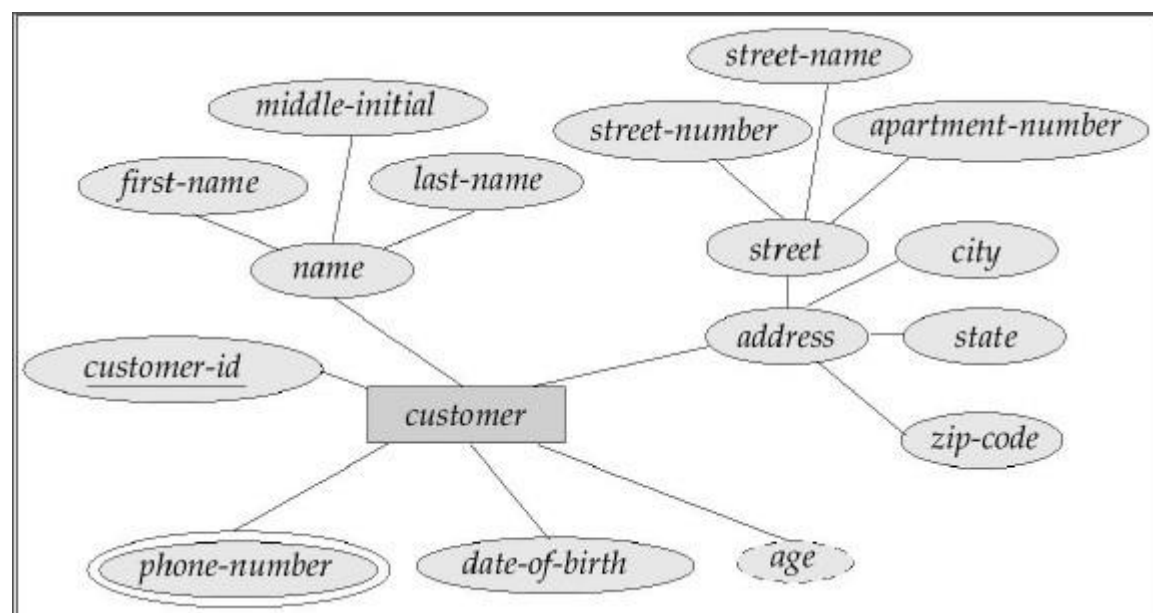 street-name
middle-initial
street-number
apartment-number
first-name
last-name
street
city
name
address
state
customer-id
customer
zip-code
phone-number
date-of-birth
age